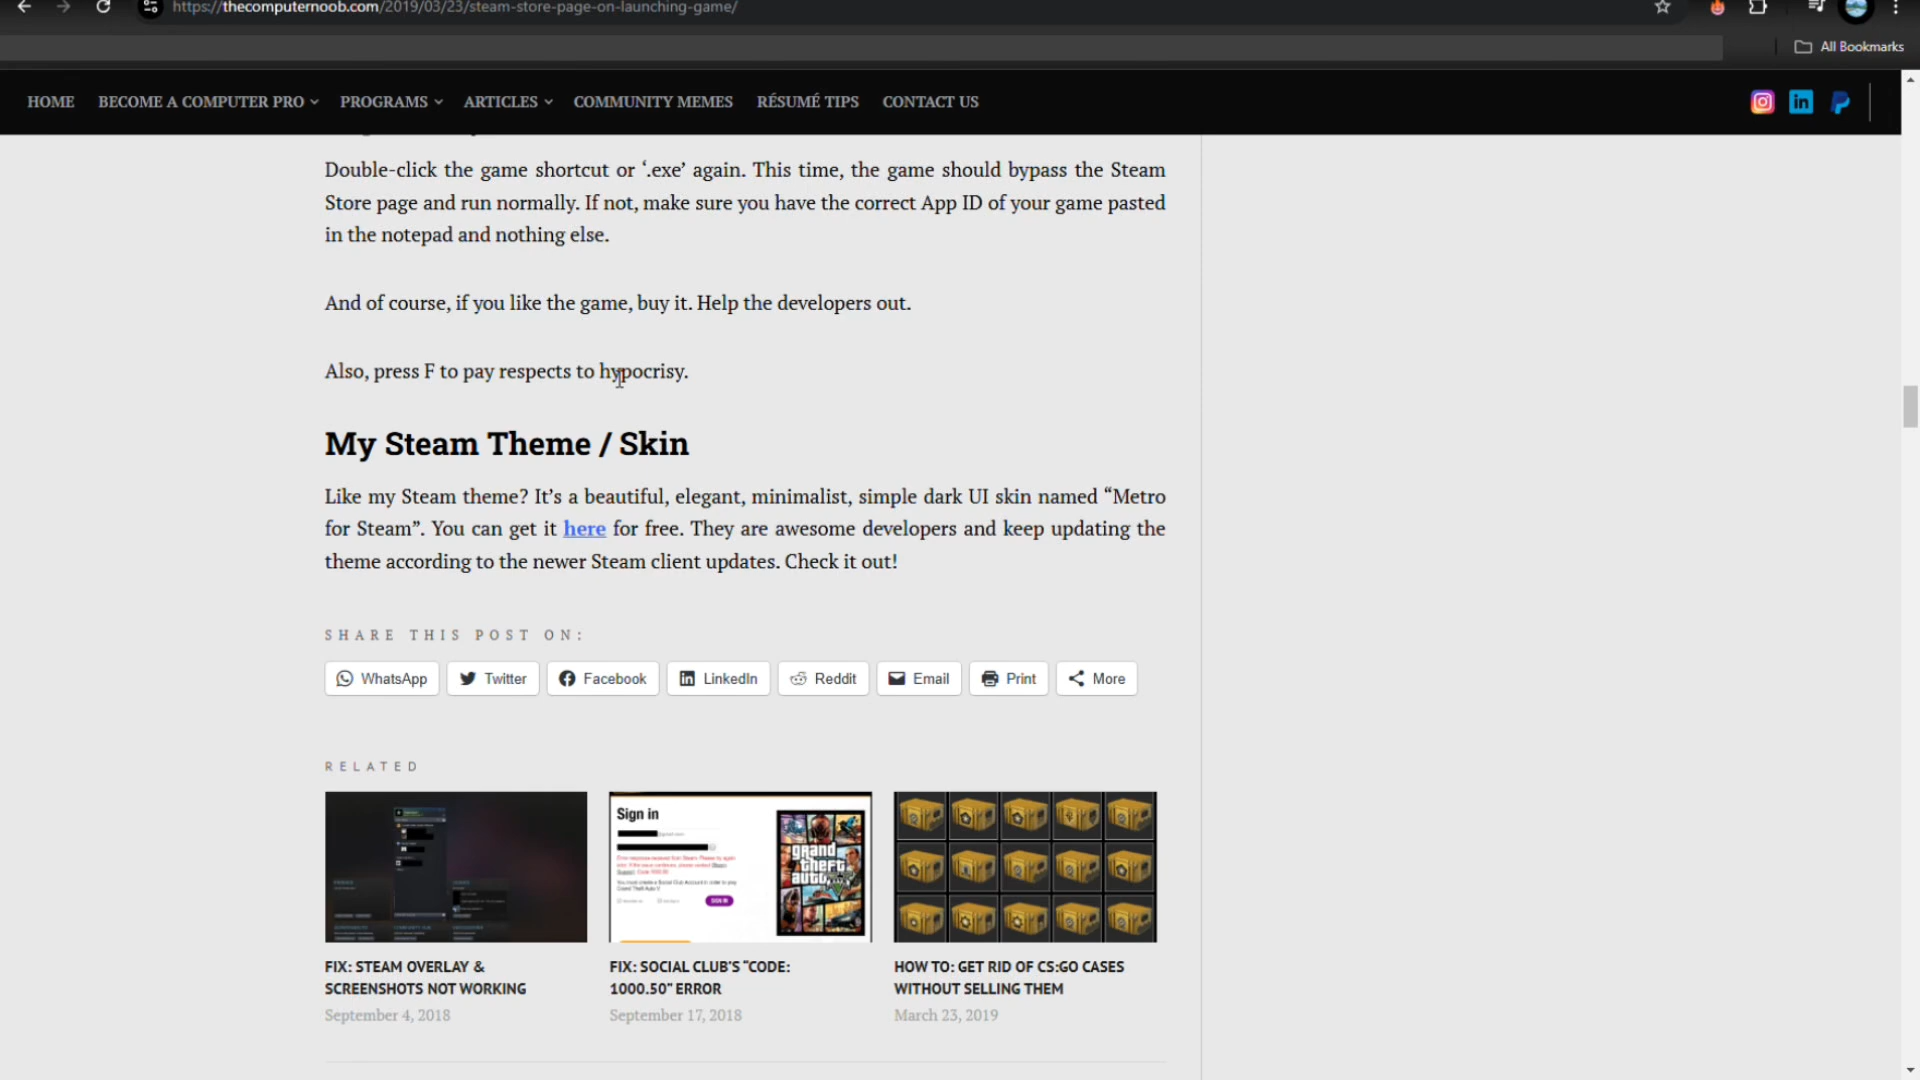 https://thecomputernoob.com/2019/03/23/steam-store-page-on-launching-game/
All Bookmarks
HOME BECOME A COMPUTER PRO PROGRAMS ARTICLES COMMUNITY MEMES RÉSUMÉ TIPS CONTACT US
Double-click the game shortcut or ‘.exe’ again. This time, the game should bypass the Steam
Store page and run normally. If not, make sure you have the correct App ID of your game pasted
in the notepad and nothing else.
And of course, if you like the game, buy it. Help the developers out.
Also, press F to pay respects to hypocrisy.
My Steam Theme / Skin
Like my Steam theme? It’s a beautiful, elegant, minimalist, simple dark UI skin named “Metro
for Steam”. You can get it here for free. They are awesome developers and keep updating the
theme according to the newer Steam client updates. Check it out!
SHARE THIS POST ON:
WhatsApp Twitter Facebook LinkedIn Reddit Email Print More
RELATED
Sign in
grand
theft
auto
SIGN IN
FIX: STEAM OVERLAY &
SCREENSHOTS NOT WORKING
September 4, 2018
FIX: SOCIAL CLUB’S “CODE:
1000.50” ERROR
September 17, 2018
HOW TO: GET RID OF CS:GO CASES
WITHOUT SELLING THEM
March 23, 2019